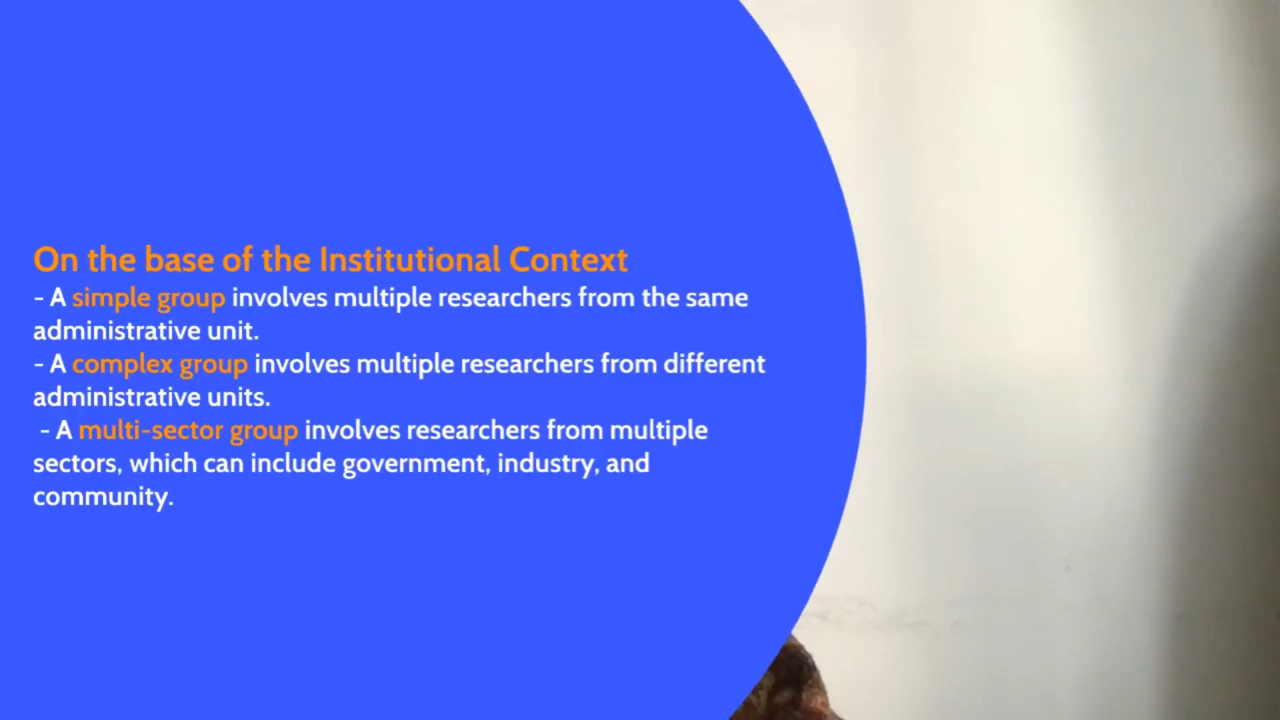 On the base of the Institutional Context
- A simple group involves multiple researchers from the same
administrative unit.
- A complex group involves multiple researchers from different
administrative units.
- A multi-sector group involves researchers from multiple
sectors, which can include government, industry, and
community.